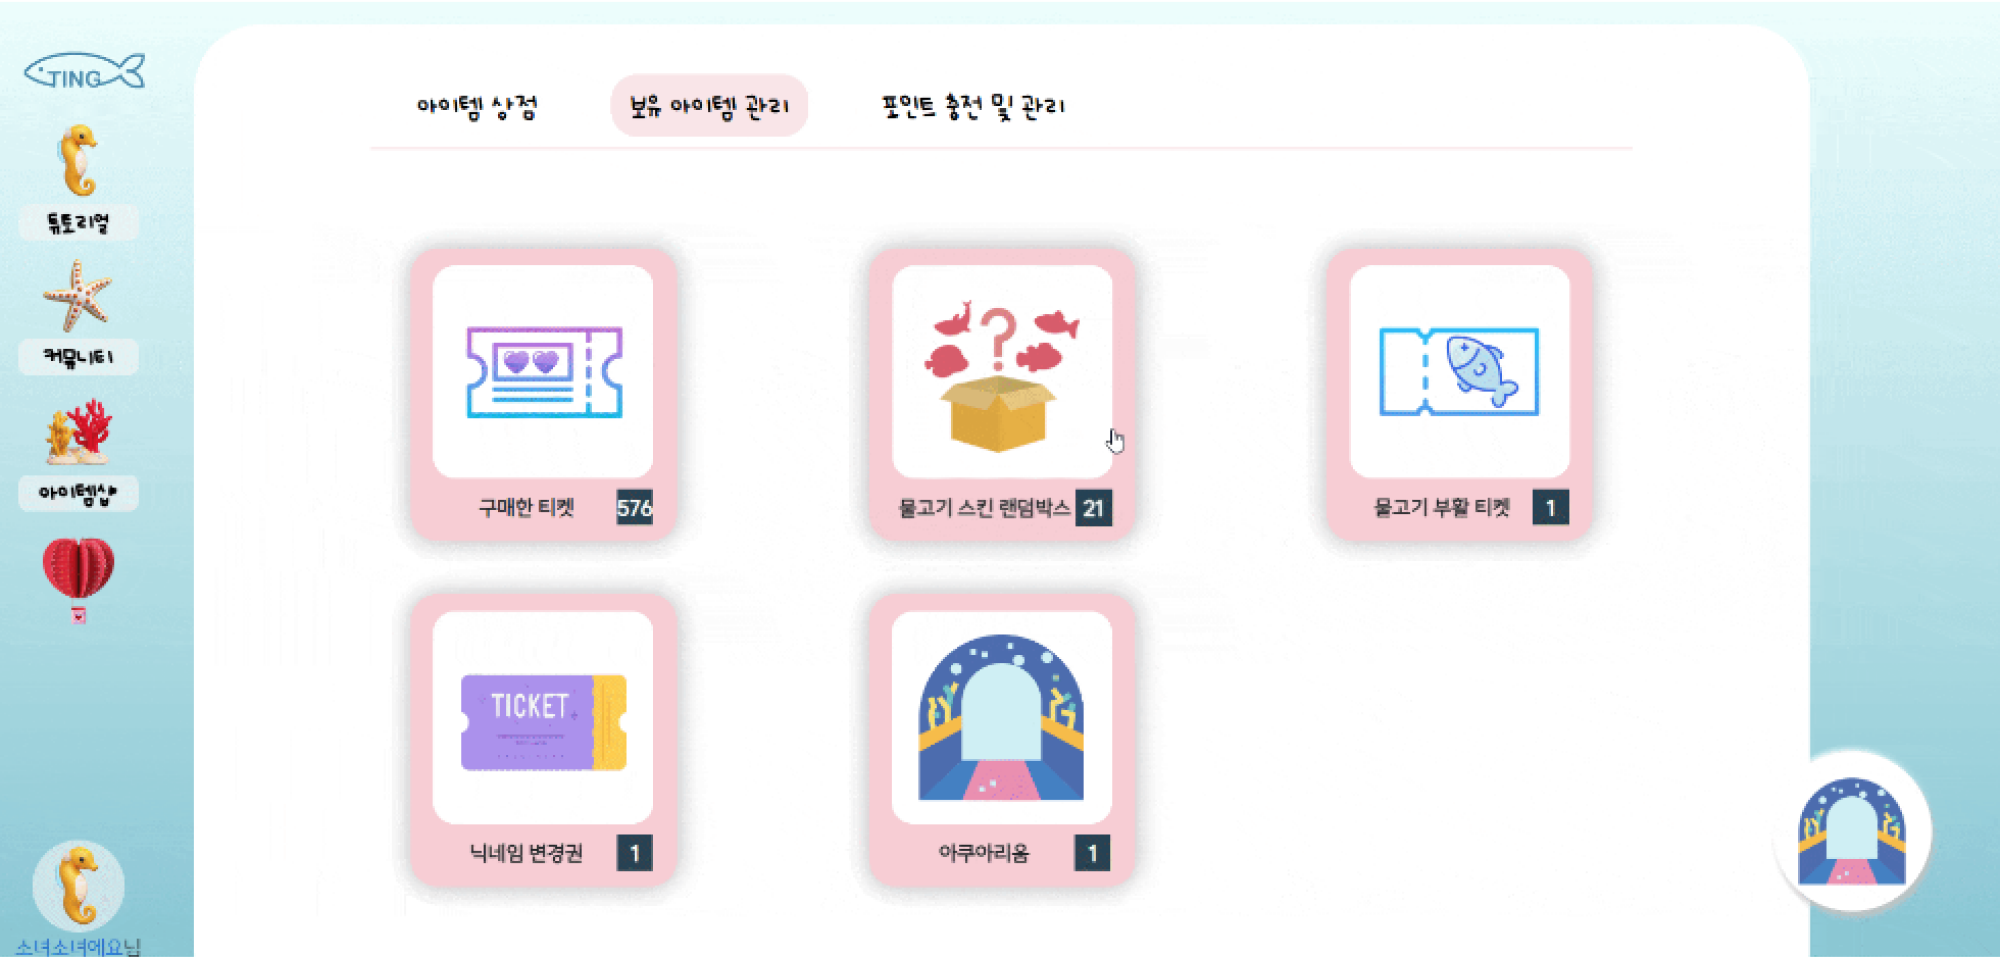 TING
아이템 상점
보유 아이템 관리
포인트 충전 및 관리
튜토리얼
커뮤니티
아이템샵
구매한 티켓 576
물고기 스킨 랜덤박스 21
물고기 부활 티켓 1
TICKET
닉네임 변경권 1
아쿠아리움 1
소녀소녀에요님